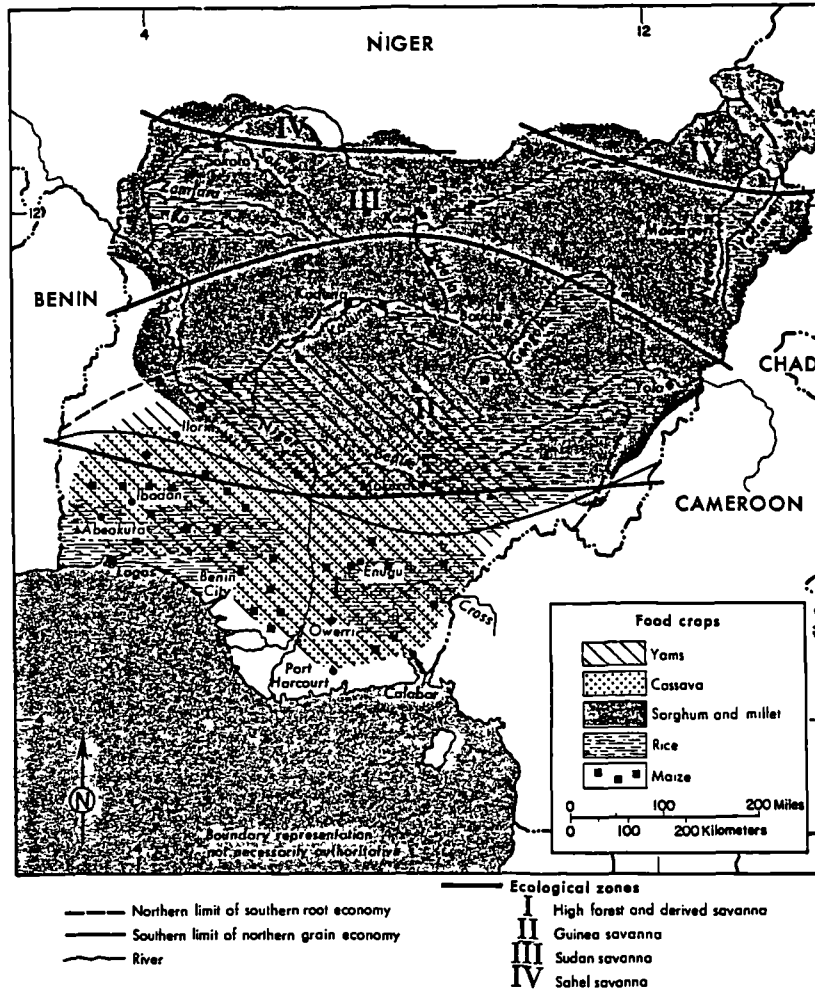 4
12
NIGER
IV
IV
Sokoto
Zamfara
III
12
BENIN
Kaduna
CHAD
Yola
II
Niger
Ilorin
Benue
Makurdi
CAMEROON
Ibadan
Abeokuta
Lagos
Benin
City
Enugu
Cross
Owerri
Port
Harcourt
Calabar
Food crops
Yams
Cassava
Sorghum and millet
Rice
Maize
0 100 200 Miles
0 100 200 Kilometers
N
Boundary representation
not necessarily authoritative
Northern limit of southern root economy
Southern limit of northern grain economy
River
Ecological zones
I High forest and derived savanna
II Guinea savanna
III Sudan savanna
IV Sahel savanna